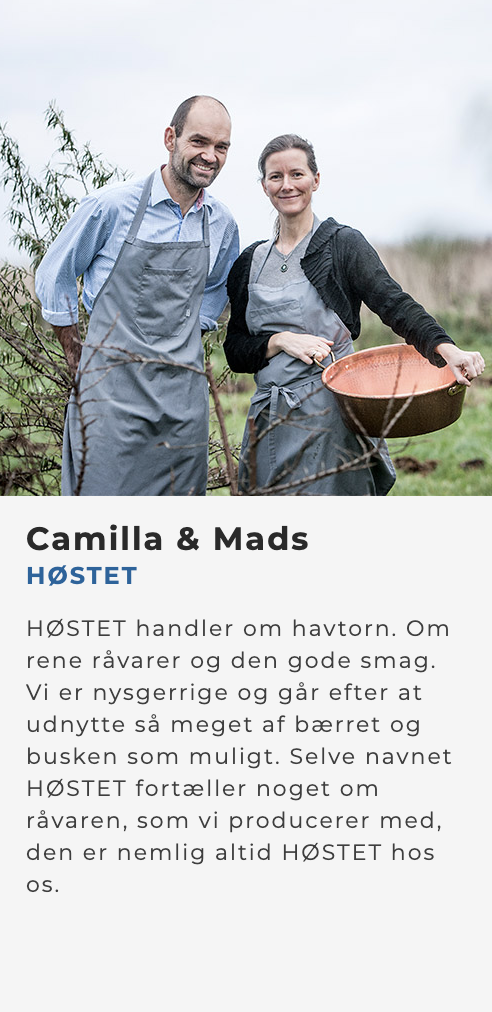 Camilla & Mads
HØSTET
HØSTET handler om havtorn. Om
rene råvarer og den gode smag.
Vi er nysgerrige og går efter at
udnytte så meget af bærret og
busken som muligt. Selve navnet
HØSTET fortæller noget om
råvaren, som vi producerer med,
den er nemlig altid HØSTET hos
os.